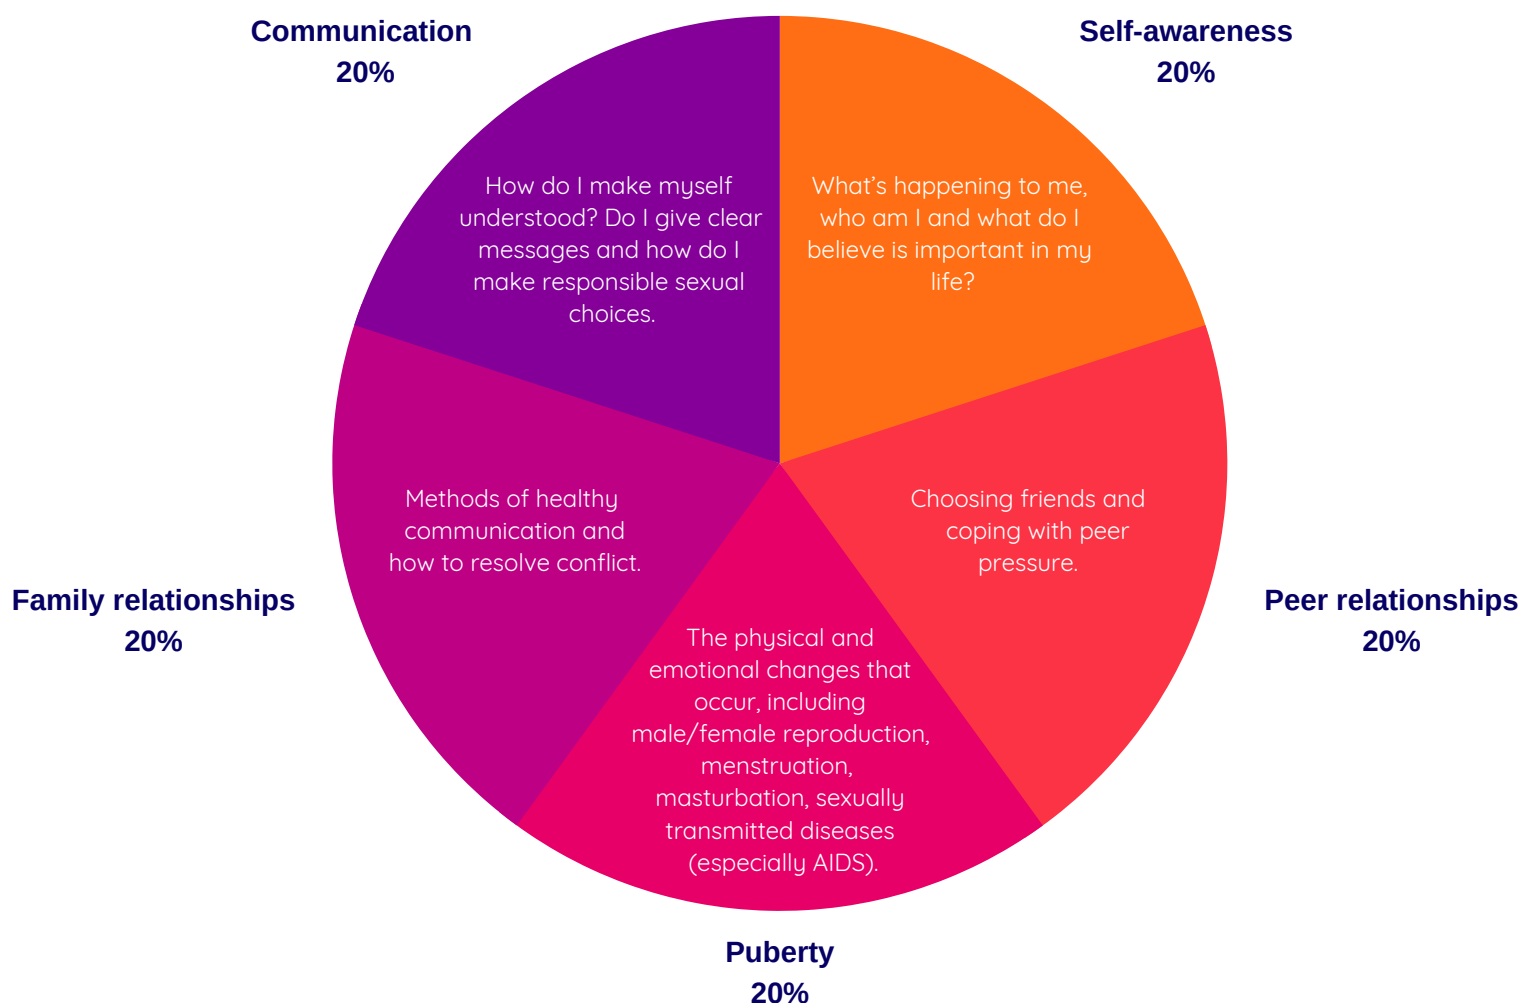 Communication
20%
Self-awareness
20%
How do I make myself
understood? Do I give clear
messages and how do I
make responsible sexual
choices.
What's happening to me,
who am I and what do I
believe is important in my
life?
Methods of healthy
communication and
how to resolve conflict.
Choosing friends and
coping with peer
pressure.
Family relationships
20%
Peer relationships
20%
The physical and
emotional changes that
occur, including
male/female reproduction,
menstruation,
masturbation, sexually
transmitted diseases
(especially AIDS).
Puberty
20%